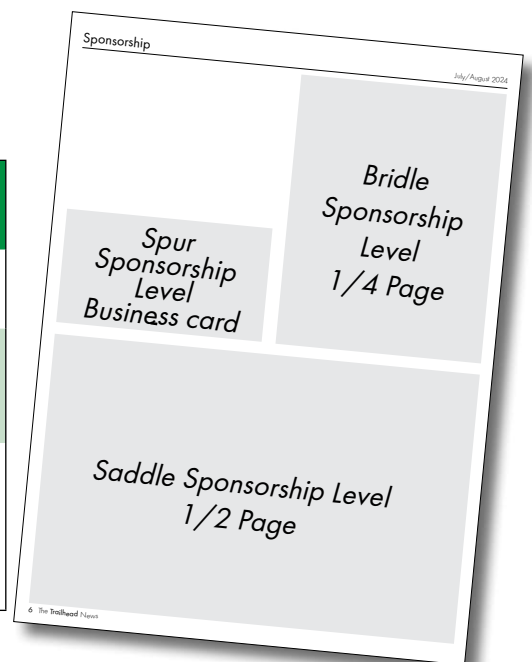 Sponsorship
July/August 2024
Bridle
Sponsorship
Level
1/4 Page
Spur
Sponsorship
Level
Business card
Saddle Sponsorship Level
1/2 Page
6 The Trailhead News